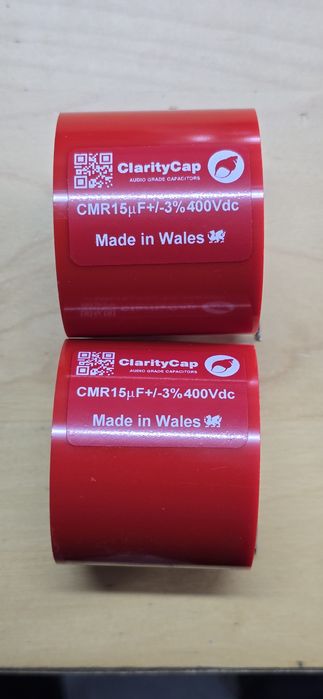 ClarityCap
AUDIO GRADE CAPACITORS
CMR15μF+/-3%400Vdc
Made in Wales
ClarityCap
AUDIO GRADE CAPACITORS
CMR15μF+/-3%400Vdc
Made in Wales